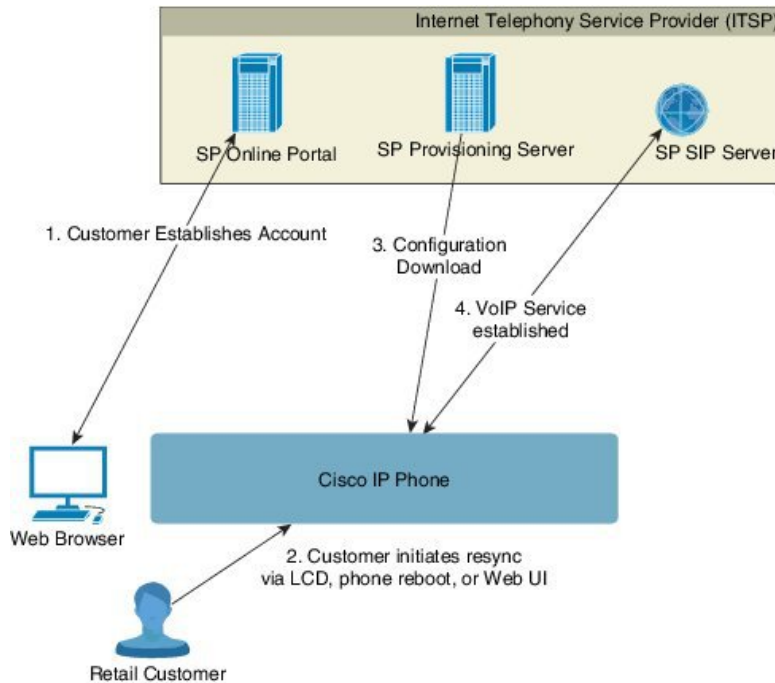 Internet Telephony Service Provider (ITSP)
SP Online Portal
SP Provisioning Server
SP SIP Server
1. Customer Establishes Account
3. Configuration
Download
4. VoIP Service
established
Cisco IP Phone
Web Browser
2. Customer initiates resync
via LCD, phone reboot, or Web UI
Retail Customer